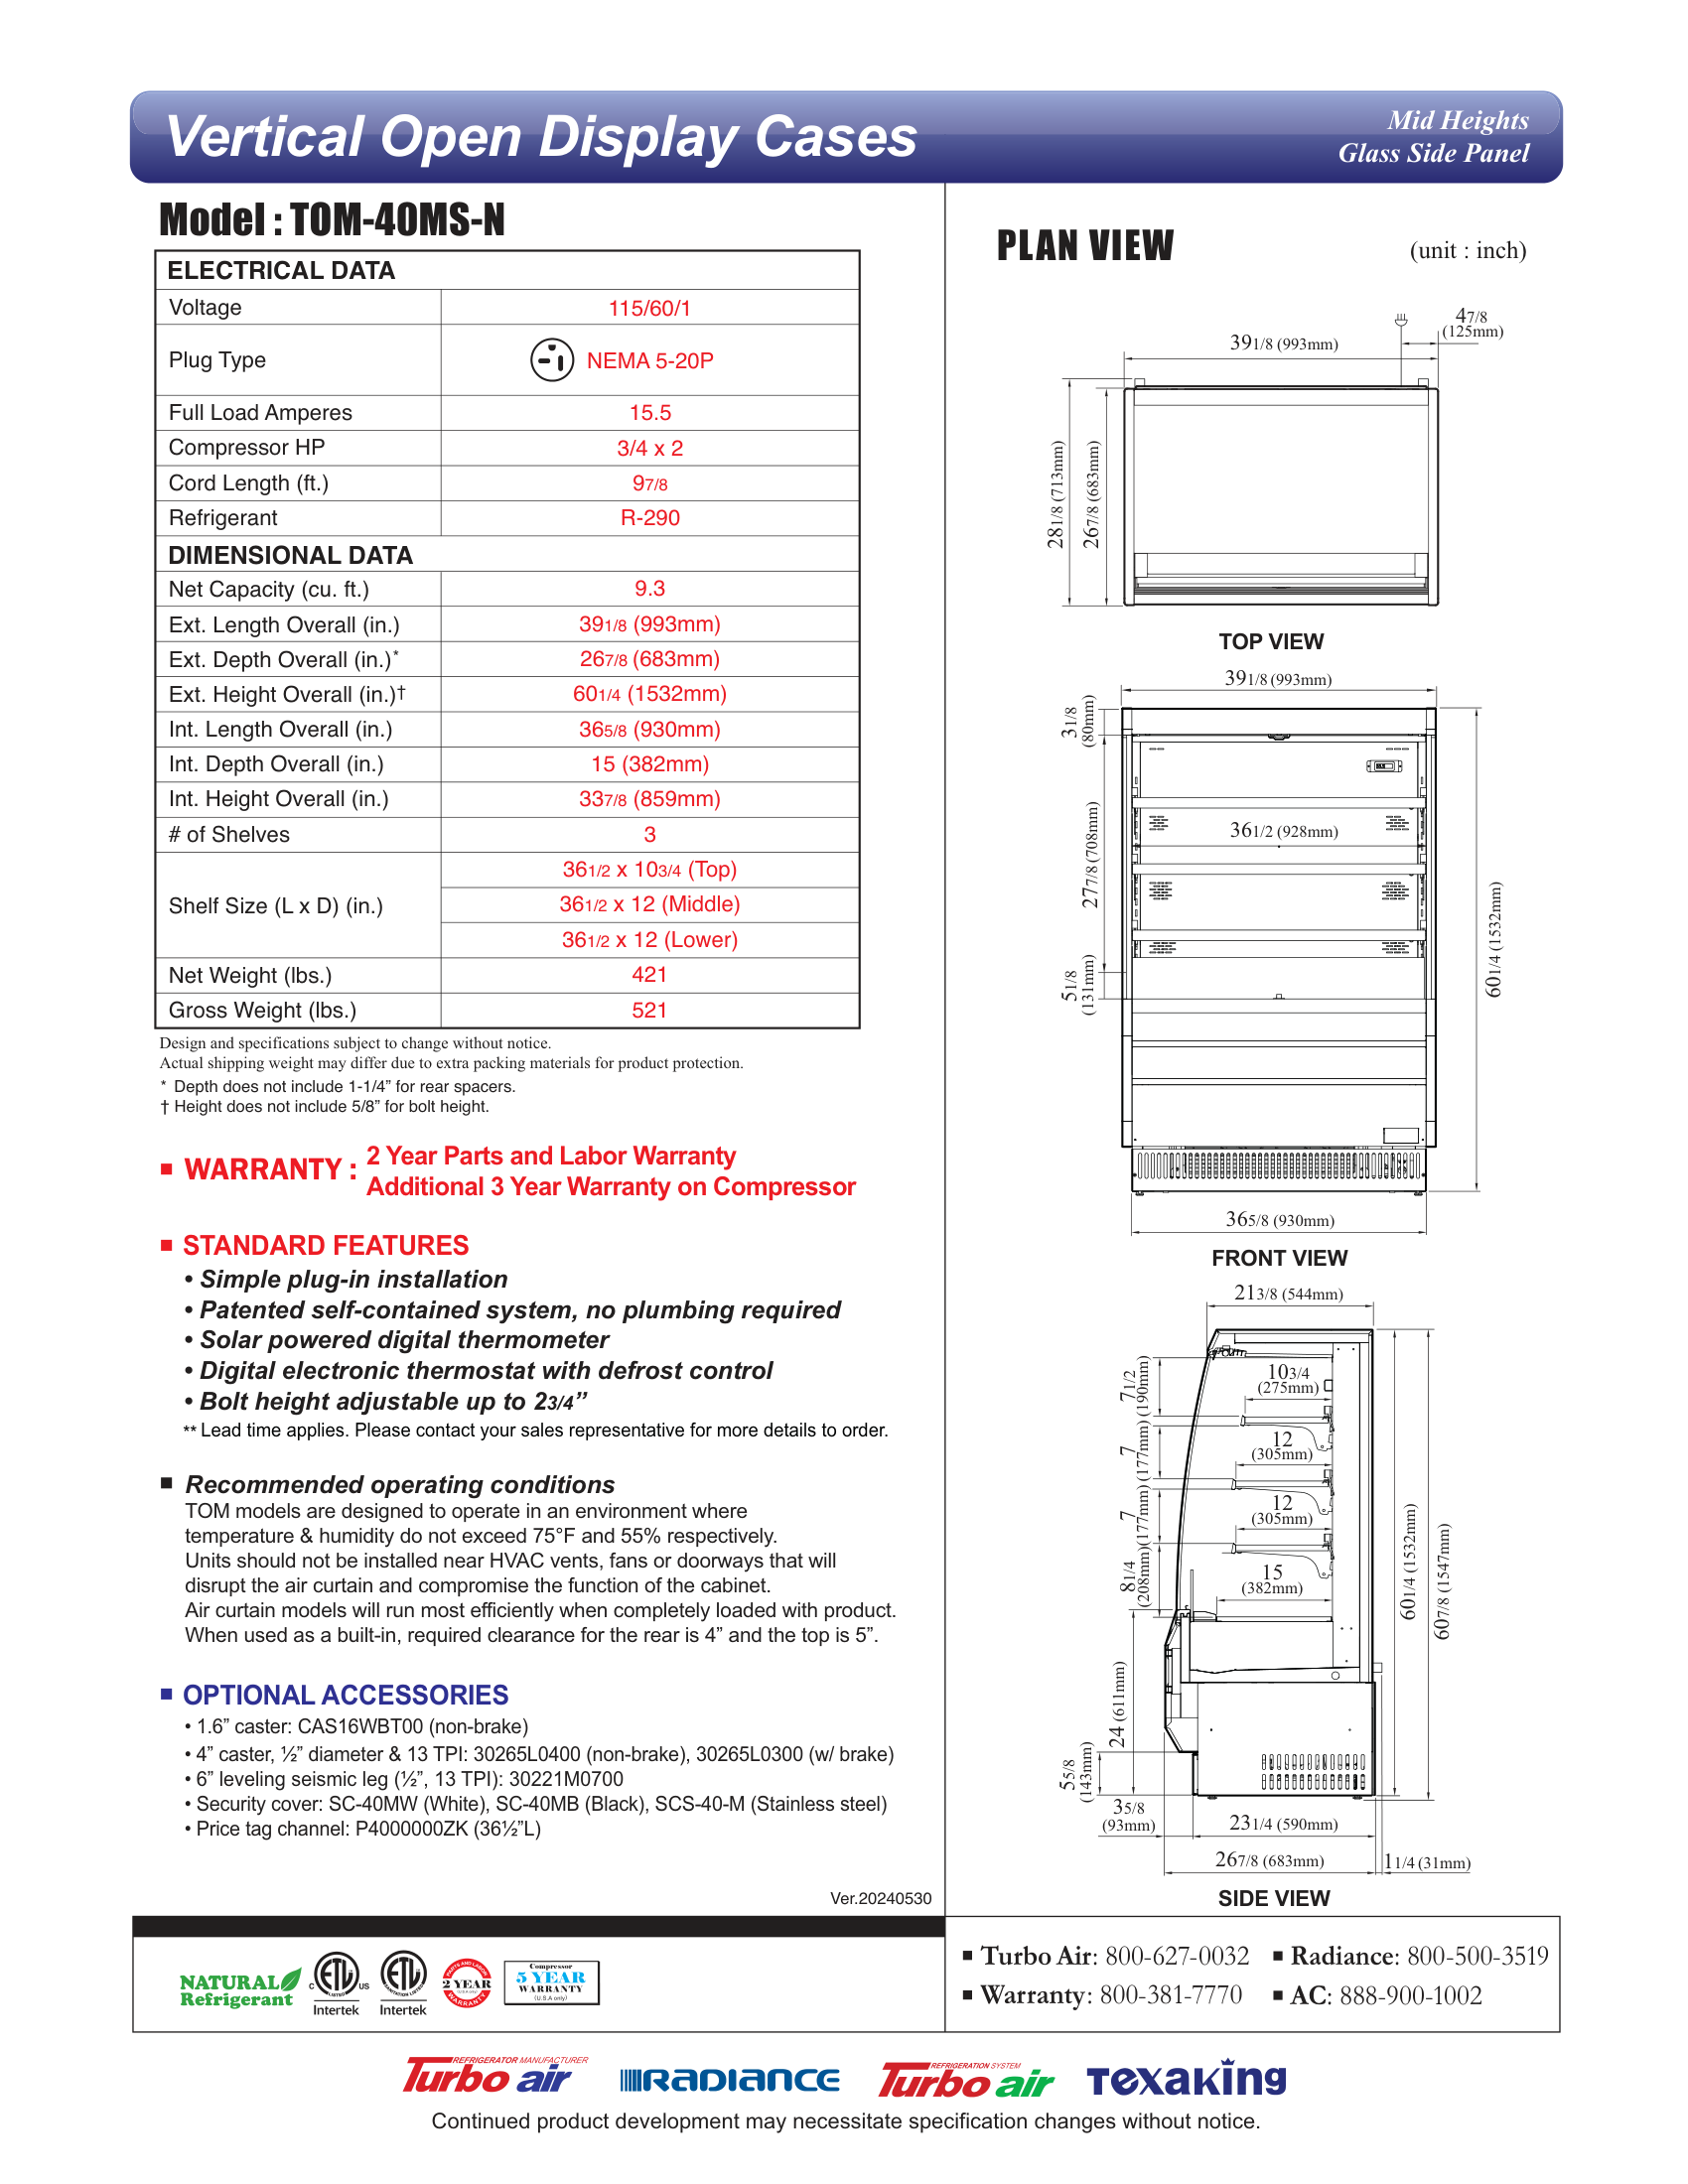 Vertical Open Display Cases
Mid Heights
Glass Side Panel
Model : TOM-40MS-N
ELECTRICAL DATA
Voltage 115/60/1
Plug Type NEMA 5-20P
Full Load Amperes 15.5
Compressor HP 3/4 x 2
Cord Length (ft.) 97/8
Refrigerant R-290
DIMENSIONAL DATA
Net Capacity (cu. ft.) 9.3
Ext. Length Overall (in.) 391/8 (993mm)
Ext. Depth Overall (in.)* 267/8 (683mm)
Ext. Height Overall (in.)† 601/4 (1532mm)
Int. Length Overall (in.) 365/8 (930mm)
Int. Depth Overall (in.) 15 (382mm)
Int. Height Overall (in.) 337/8 (859mm)
# of Shelves 3
Shelf Size (L x D) (in.)
361/2 x 103/4 (Top)
361/2 x 12 (Middle)
361/2 x 12 (Lower)
Net Weight (lbs.) 421
Gross Weight (lbs.) 521
Design and specifications subject to change without notice.
Actual shipping weight may differ due to extra packing materials for product protection.
* Depth does not include 1-1/4” for rear spacers.
† Height does not include 5/8” for bolt height.
■ WARRANTY : 2 Year Parts and Labor Warranty
Additional 3 Year Warranty on Compressor
■ STANDARD FEATURES
• Simple plug-in installation
• Patented self-contained system, no plumbing required
• Solar powered digital thermometer
• Digital electronic thermostat with defrost control
• Bolt height adjustable up to 23/4”
** Lead time applies. Please contact your sales representative for more details to order.
■ Recommended operating conditions
TOM models are designed to operate in an environment where
temperature & humidity do not exceed 75°F and 55% respectively.
Units should not be installed near HVAC vents, fans or doorways that will
disrupt the air curtain and compromise the function of the cabinet.
Air curtain models will run most efficiently when completely loaded with product.
When used as a built-in, required clearance for the rear is 4” and the top is 5”.
■ OPTIONAL ACCESSORIES
• 1.6” caster: CAS16WBT00 (non-brake)
• 4” caster, ½” diameter & 13 TPI: 30265L0400 (non-brake), 30265L0300 (w/ brake)
• 6” leveling seismic leg (½”, 13 TPI): 30221M0700
• Security cover: SC-40MW (White), SC-40MB (Black), SCS-40-M (Stainless steel)
• Price tag channel: P4000000ZK (36½”L)
Ver.20240530
PLAN VIEW
(unit : inch)
47/8
(125mm)
391/8 (993mm)
281/8 (713mm)
267/8 (683mm)
TOP VIEW
391/8 (993mm)
31/8
(80mm)
277/8 (708mm)
361/2 (928mm)
51/8
(131mm)
601/4 (1532mm)
365/8 (930mm)
FRONT VIEW
213/8 (544mm)
71/2
(190mm)
103/4
(275mm)
7
(177mm)
12
(305mm)
7
(177mm)
12
(305mm)
81/4
(208mm)
15
(382mm)
601/4 (1532mm)
607/8 (1547mm)
24 (611mm)
55/8
(143mm)
35/8
(93mm)
231/4 (590mm)
267/8 (683mm)
11/4 (31mm)
SIDE VIEW
NATURAL
Refrigerant
C ETL US
LISTED
Intertek
ETL
SANITATION LISTED
Intertek
PARTS AND LABOR
2 YEAR
WARRANTY
Compressor
5 YEAR
WARRANTY
(U.S.A only)
■ Turbo Air: 800-627-0032
■ Radiance: 800-500-3519
■ Warranty: 800-381-7770
■ AC: 888-900-1002
REFRIGERATOR MANUFACTURER
Turbo air
RADIANCE
REFRIGERATION SYSTEM
Turbo air
TEXAKING
Continued product development may necessitate specification changes without notice.